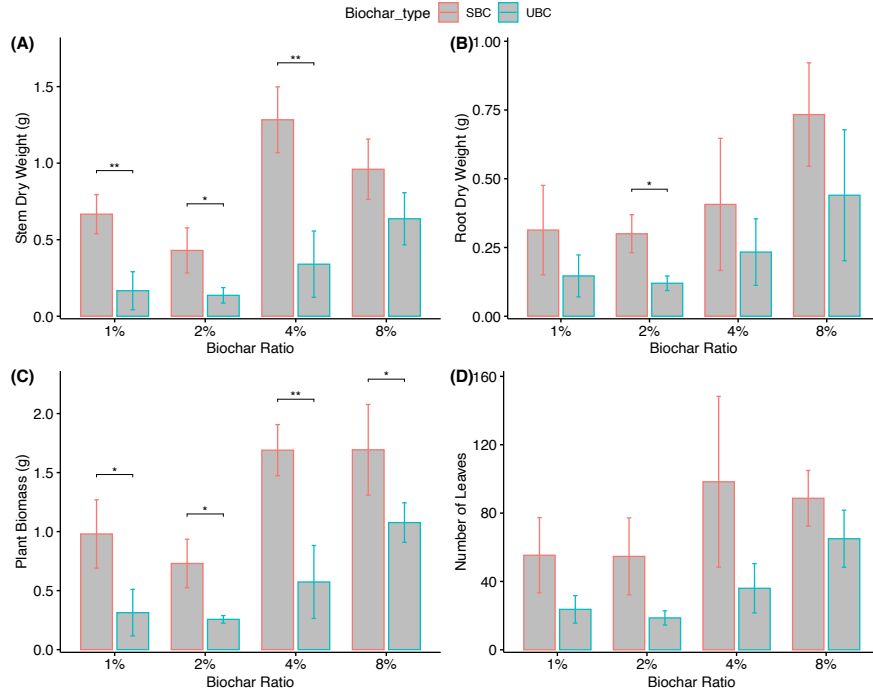 Biochar_type SBC UBC
(A)
Stem Dry Weight (g)
1.5
1.0
0.5
0.0
**
*
**
1% 2% 4% 8%
Biochar Ratio
(B)
Root Dry Weight (g)
1.00
0.75
0.50
0.25
0.00
*
1% 2% 4% 8%
Biochar Ratio
(C)
Plant Biomass (g)
2.0
1.5
1.0
0.5
0.0
*
*
**
*
1% 2% 4% 8%
Biochar Ratio
(D)
Number of Leaves
160
120
80
40
0
1% 2% 4% 8%
Biochar Ratio